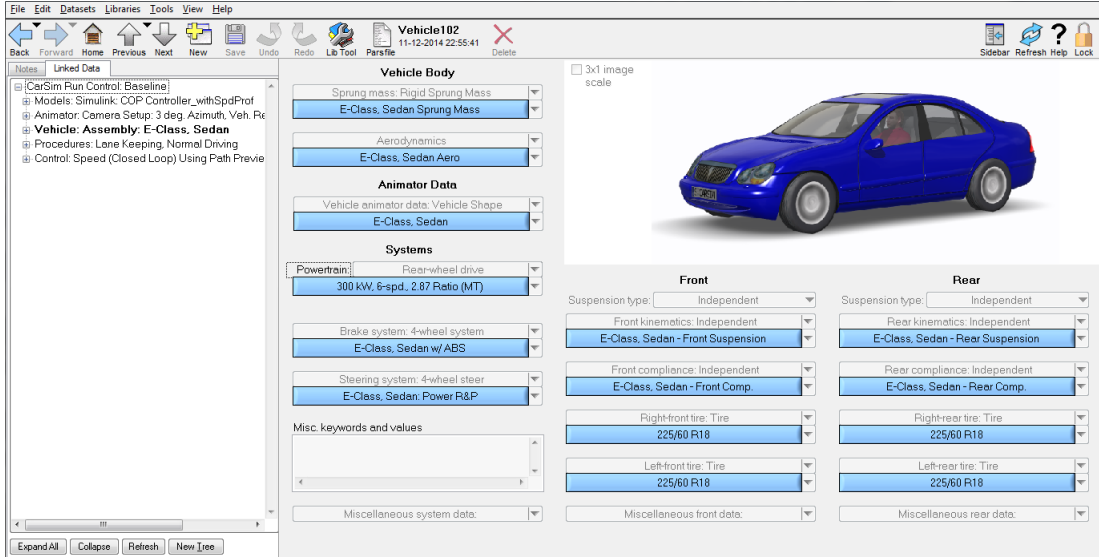 File Edit Datasets Libraries Tools View Help
Back Forward Home Previous Next New Save Undo Redo Lib Tool Parsfile Vehicle102 11-12-2014 22:55:41 Delete Sidebar Refresh Help Lock
Notes Linked Data
CarSim Run Control: Baseline
Models: Simulink: COP Controller_withSpdProf
Animator: Camera Setup: 3 deg. Azimuth, Veh. Re
Vehicle: Assembly: E-Class, Sedan
Procedures: Lane Keeping, Normal Driving
Control: Speed (Closed Loop) Using Path Previe
Expand All Collapse Refresh New Tree
Vehicle Body
Sprung mass: Rigid Sprung Mass
E-Class, Sedan Sprung Mass
Aerodynamics
E-Class, Sedan Aero
Animator Data
Vehicle animator data: Vehicle Shape
E-Class, Sedan
Systems
Powertrain: Rear-wheel drive
300 kW, 6-spd., 2.87 Ratio (MT)
Brake system: 4-wheel system
E-Class, Sedan w/ ABS
Steering system: 4-wheel steer
E-Class, Sedan: Power R&P
Misc. keywords and values
Miscellaneous system data:
3x1 image
scale
Front
Suspension type: Independent
Front kinematics: Independent
E-Class, Sedan - Front Suspension
Front compliance: Independent
E-Class, Sedan - Front Comp.
Right-front tire: Tire
225/60 R18
Left-front tire: Tire
225/60 R18
Miscellaneous front data:
Rear
Suspension type: Independent
Rear kinematics: Independent
E-Class, Sedan - Rear Suspension
Rear compliance: Independent
E-Class, Sedan - Rear Comp.
Right-rear tire: Tire
225/60 R18
Left-rear tire: Tire
225/60 R18
Miscellaneous rear data: